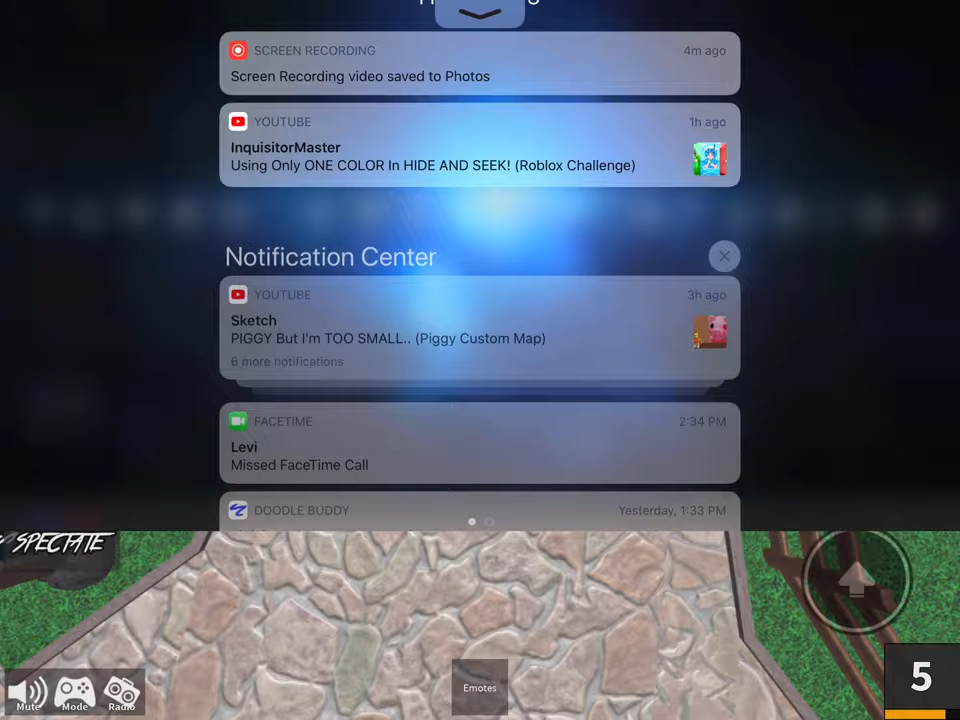 SCREEN RECORDING
4m ago
Screen Recording video saved to Photos
YOUTUBE
1h ago
InquisitorMaster
Using Only ONE COLOR In HIDE AND SEEK! (Roblox Challenge)
Notification Center
YOUTUBE
3h ago
Sketch
PIGGY But I'm TOO SMALL.. (Piggy Custom Map)
6 more notifications
FACETIME
2:34 PM
Levi
Missed FaceTime Call
DOODLE BUDDY
Yesterday, 1:33 PM
SPECTATE
Mute
Mode
Radio
Emotes
5